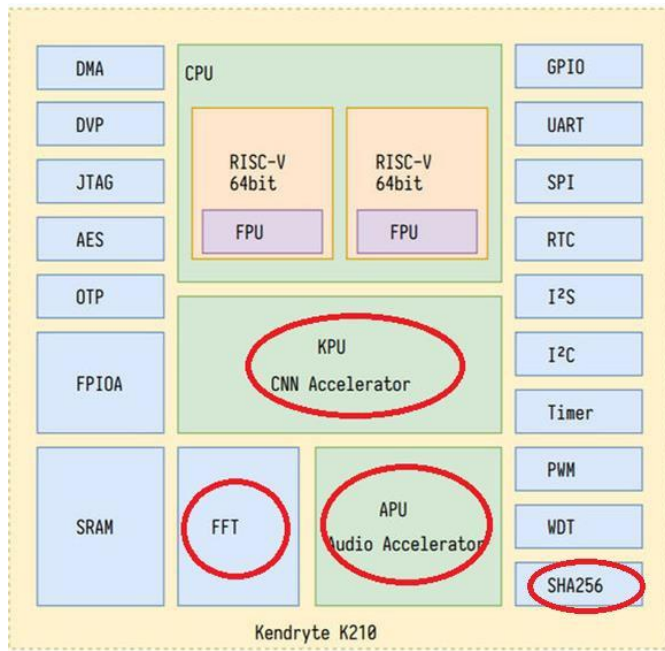 DMA
DVP
JTAG
AES
OTP
FPIOA
SRAM
CPU
RISC-V
64bit
FPU
RISC-V
64bit
FPU
KPU
CNN Accelerator
FFT
APU
Audio Accelerator
GPIO
UART
SPI
RTC
I²S
I²C
Timer
PWM
WDT
SHA256
Kendryte K210